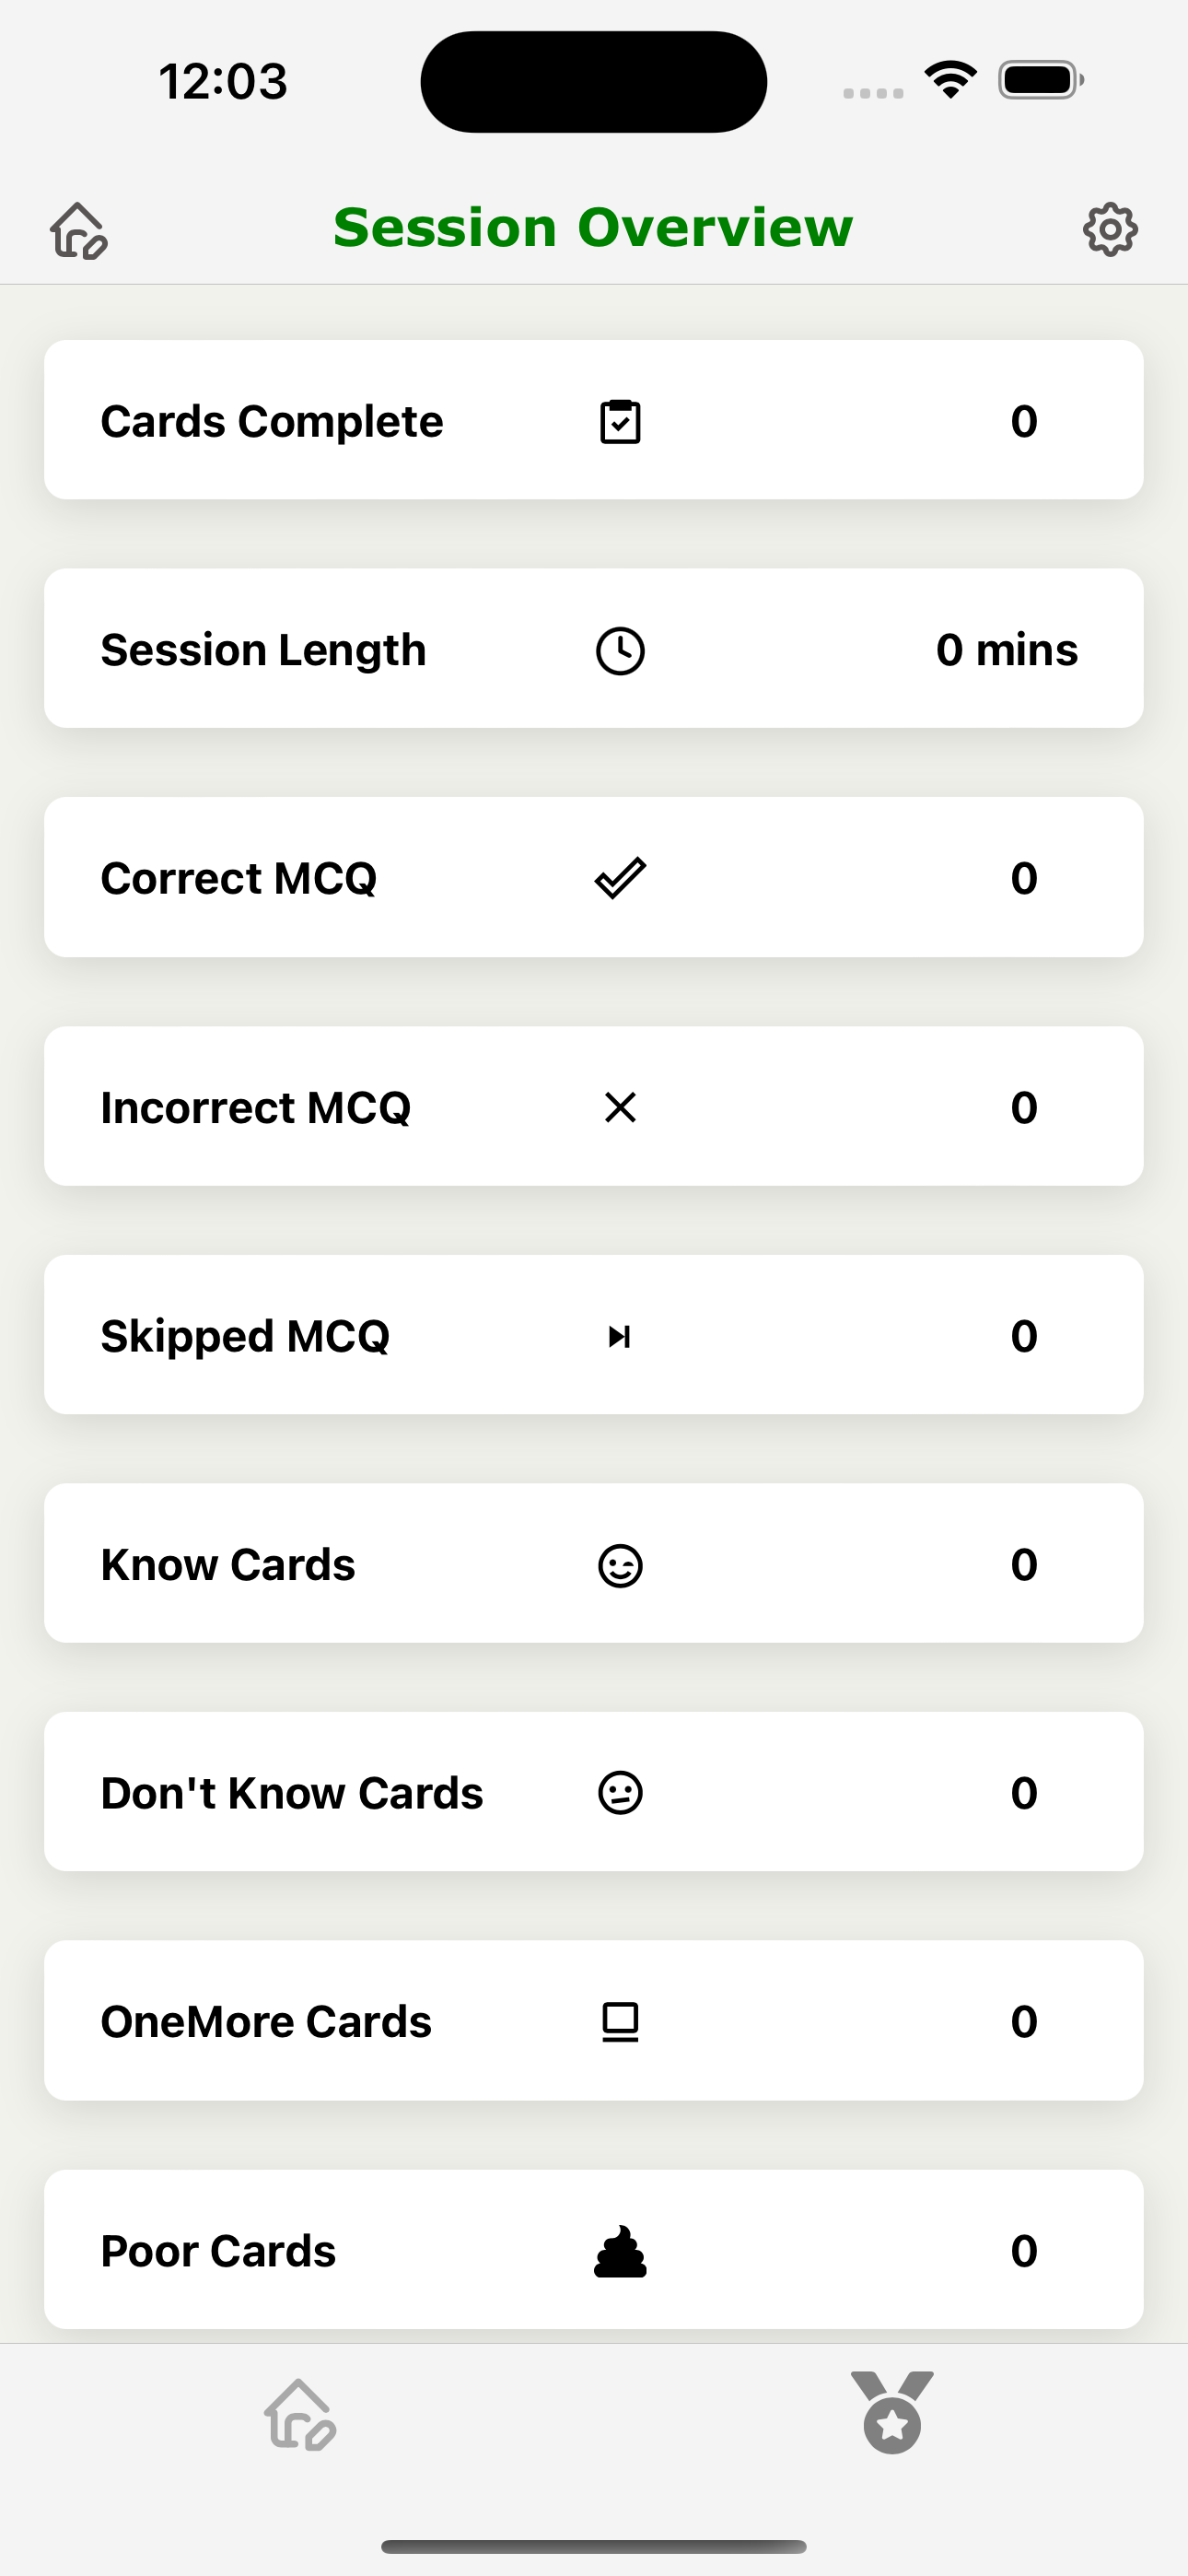 12:03
Session Overview
Cards Complete 0
Session Length 0 mins
Correct MCQ 0
Incorrect MCQ 0
Skipped MCQ 0
Know Cards 0
Don't Know Cards 0
OneMore Cards 0
Poor Cards 0